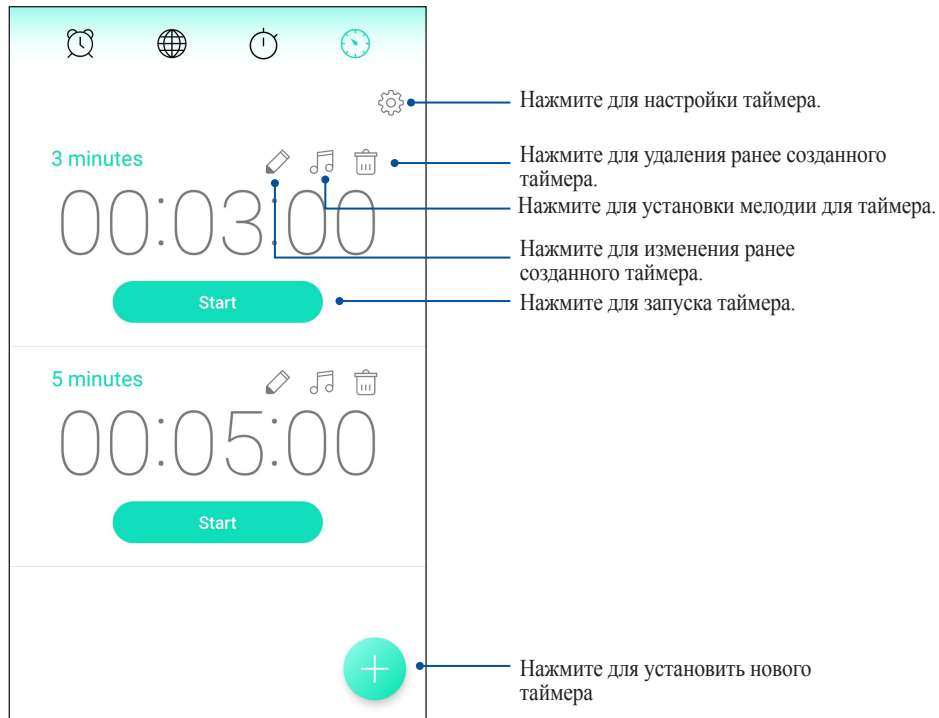 Нажмите для настройки таймера.
3 minutes
Нажмите для удаления ранее созданного
таймера.
00:03:00
Нажмите для установки мелодии для таймера.
Нажмите для изменения ранее
созданного таймера.
Start
Нажмите для запуска таймера.
5 minutes
00:05:00
Start
Нажмите для установить нового
таймера